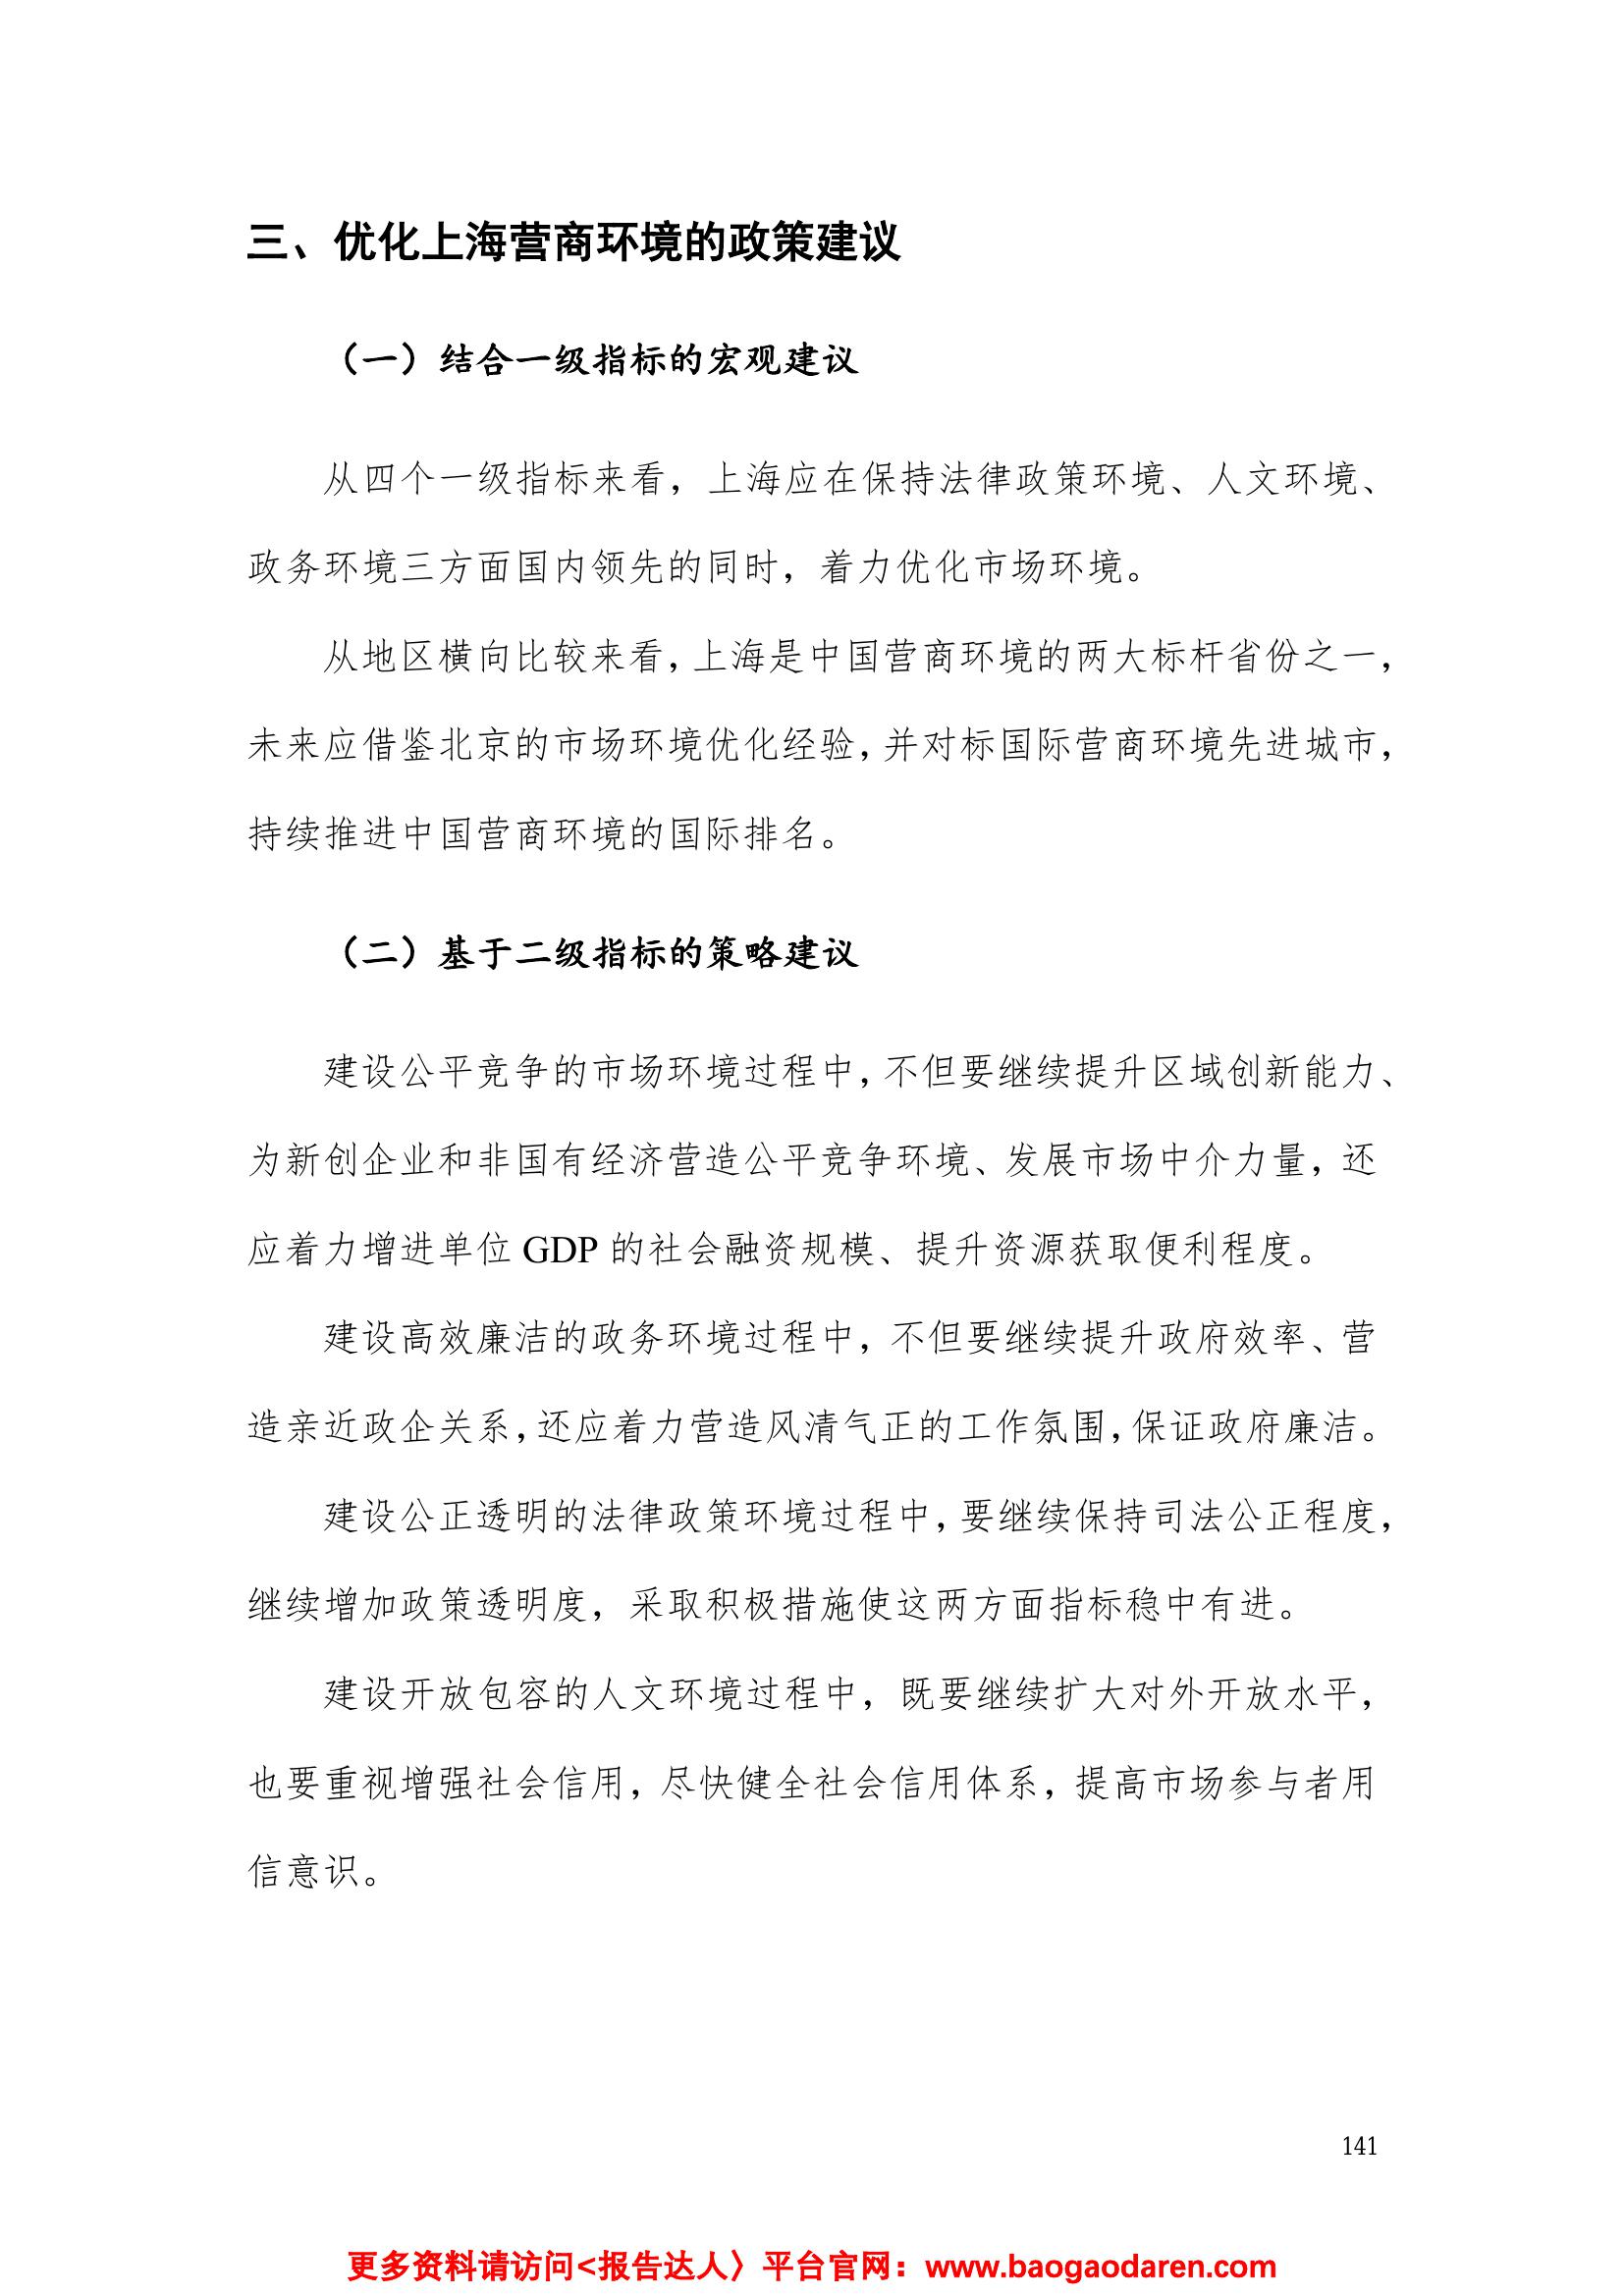 三、优化上海营商环境的政策建议
（一）结合一级指标的宏观建议
从四个一级指标来看，上海应在保持法律政策环境、人文环境、
政务环境三方面国内领先的同时，着力优化市场环境。
从地区横向比较来看，上海是中国营商环境的两大标杆省份之一，
未来应借鉴北京的市场环境优化经验，并对标国际营商环境先进城市，
持续推进中国营商环境的国际排名。
（二）基于二级指标的策略建议
建设公平竞争的市场环境过程中，不但要继续提升区域创新能力、
为新创企业和非国有经济营造公平竞争环境、发展市场中介力量，还
应着力增进单位 GDP 的社会融资规模、提升资源获取便利程度。
建设高效廉洁的政务环境过程中，不但要继续提升政府效率、营
造亲近政企关系，还应着力营造风清气正的工作氛围，保证政府廉洁。
建设公正透明的法律政策环境过程中，要继续保持司法公正程度，
继续增加政策透明度，采取积极措施使这两方面指标稳中有进。
建设开放包容的人文环境过程中，既要继续扩大对外开放水平，
也要重视增强社会信用，尽快健全社会信用体系，提高市场参与者用
信意识。
141
更多资料请访问<报告达人〉平台官网：www.baogaodaren.com